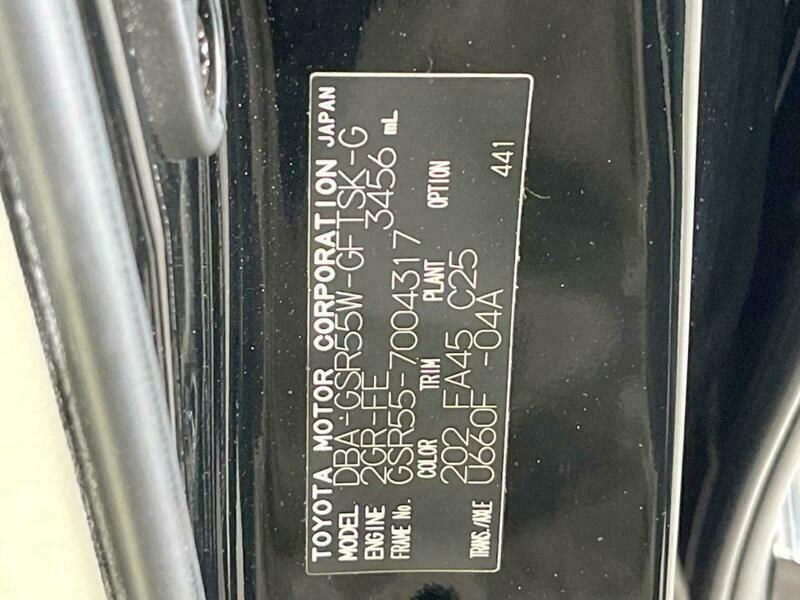 TOYOTA MOTOR CORPORATION JAPAN
MODEL DBA-GSR55W-GFTSK-G
ENGINE 2GR-FE 3456 mL
FRAME No. GSR55-7004317
COLOR TRIM PLANT OPTION
202 FA45 C25
TRANS./AXLE U660F -04A 441